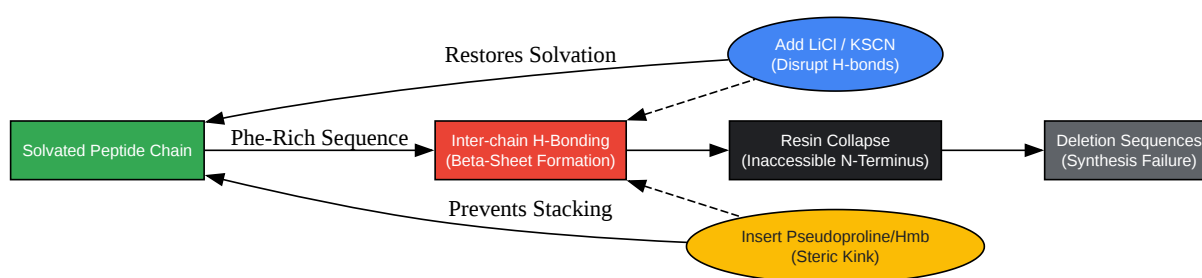 Restores Solvation
Add LiCl / KSCN
(Disrupt H-bonds)
Solvated Peptide Chain
Phe-Rich Sequence
Inter-chain H-Bonding
(Beta-Sheet Formation)
Resin Collapse
(Inaccessible N-Terminus)
Deletion Sequences
(Synthesis Failure)
Prevents Stacking
Insert Pseudoproline/Hmb
(Steric Kink)